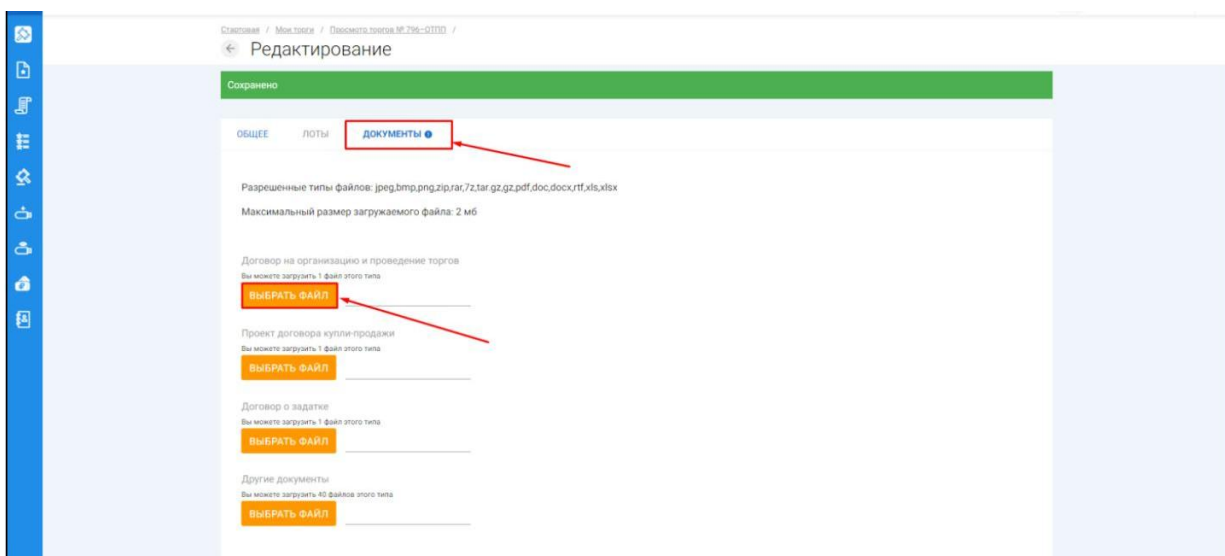 Стартовая / Мои торги / Просмотр торгов № 796–ОТПП /
Редактирование
Сохранено
ОБЩЕЕ ЛОТЫ ДОКУМЕНТЫ
Разрешенные типы файлов: jpeg,bmp,png,zip,rar,7z,tar.gz,gz,pdf,doc,docx,rtf,xls,xlsx
Максимальный размер загружаемого файла: 2 мб
Договор на организацию и проведение торгов
Вы можете загрузить 1 файл этого типа
ВЫБРАТЬ ФАЙЛ
Проект договора купли-продажи
Вы можете загрузить 1 файл этого типа
ВЫБРАТЬ ФАЙЛ
Договор о задатке
Вы можете загрузить 1 файл этого типа
ВЫБРАТЬ ФАЙЛ
Другие документы
Вы можете загрузить 40 файлов этого типа
ВЫБРАТЬ ФАЙЛ